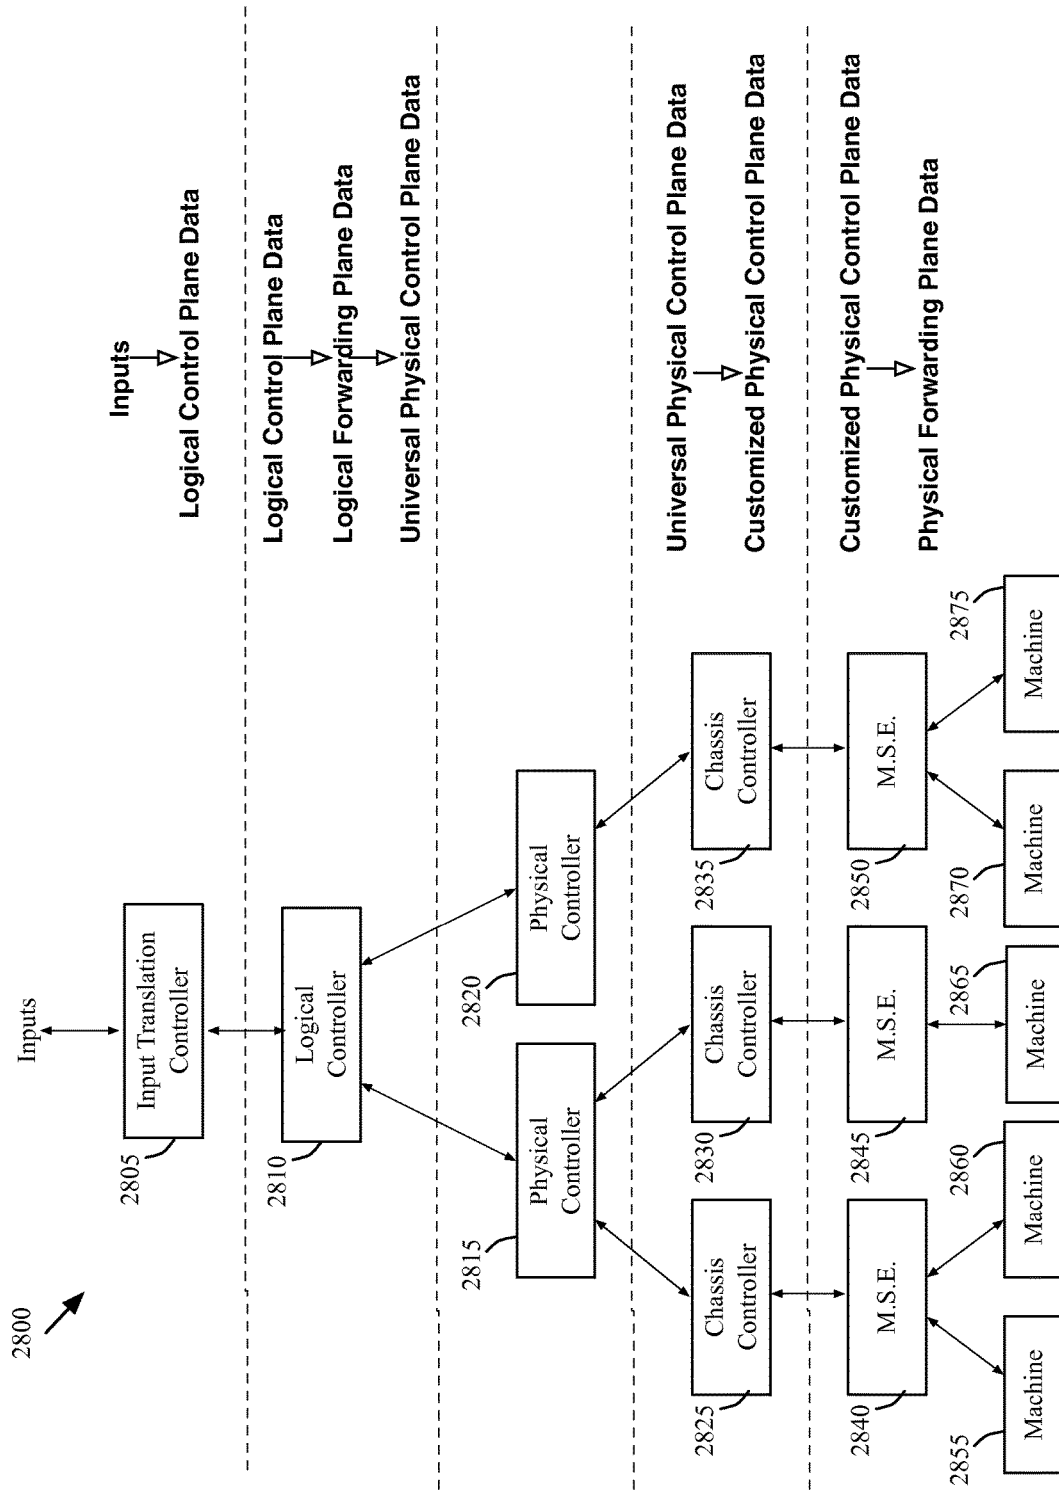 2800
Inputs
Input Translation
Controller
2805
Inputs
Logical Control Plane Data
Logical
Controller
2810
Logical Control Plane Data
Logical Forwarding Plane Data
Universal Physical Control Plane Data
Physical
Controller
2815
Physical
Controller
2820
Chassis
Controller
2825
Chassis
Controller
2830
Chassis
Controller
2835
Universal Physical Control Plane Data
Customized Physical Control Plane Data
M.S.E.
2840
M.S.E.
2845
M.S.E.
2850
Customized Physical Control Plane Data
Physical Forwarding Plane Data
2855
Machine
2860
Machine
2865
Machine
2870
Machine
2875
Machine